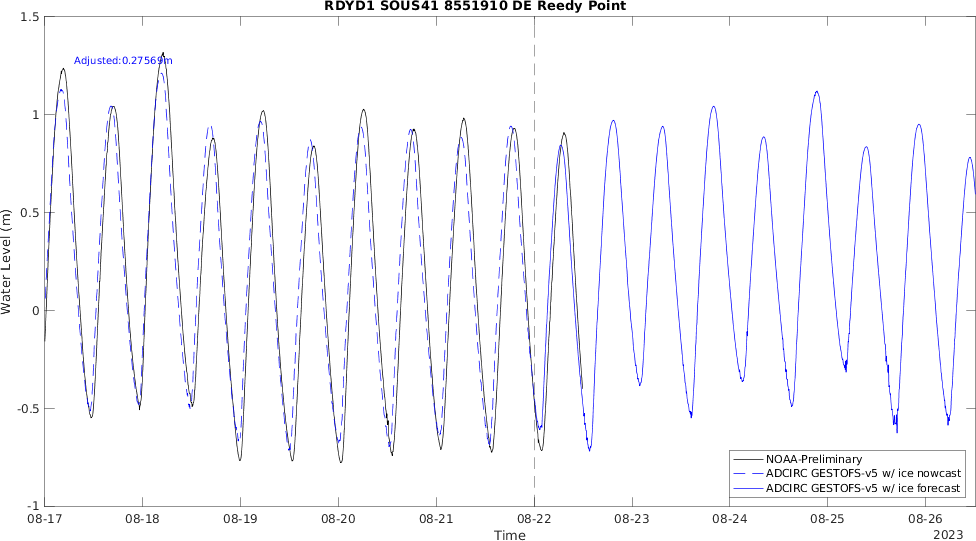 RDYD1 SOUS41 8551910 DE Reedy Point
1.5
Adjusted:0.27569m
1
0.5
0
-0.5
-1
Water Level (m)
NOAA-Preliminary
ADCIRC GESTOFS-v5 w/ ice nowcast
ADCIRC GESTOFS-v5 w/ ice forecast
08-17 08-18 08-19 08-20 08-21 08-22 08-23 08-24 08-25 08-26
Time
2023